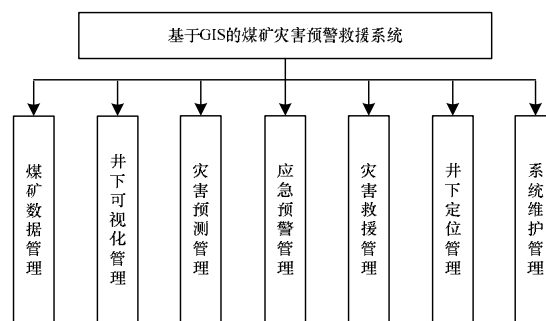 基于GIS的煤矿灾害预警救援系统
煤矿数据管理
井下可视化管理
灾害预测管理
应急预警管理
灾害救援管理
井下定位管理
系统维护管理